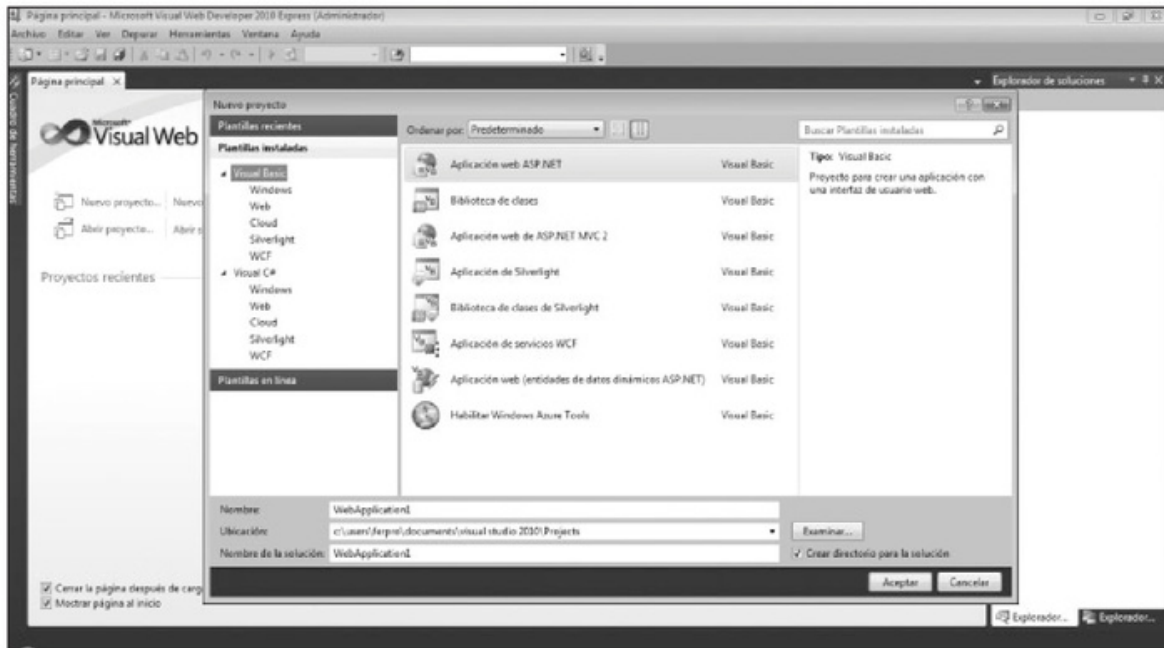 Página principal - Microsoft Visual Web Developer 2010 Express (Administrador)
Archivo Editar Ver Depurar Herramientas Ventana Ayuda
Página principal
Explorador de soluciones
Cuadro de herramientas
Microsoft
Visual Web
Nuevo proyecto... Nuevo
Abrir proyecto... Abrir s
Proyectos recientes
Cerrar la página después de carg
Mostrar página al inicio
Nuevo proyecto
Plantillas recientes
Plantillas instaladas
Visual Basic
Windows
Web
Cloud
Silverlight
WCF
Visual C#
Windows
Web
Cloud
Silverlight
WCF
Plantillas en línea
Ordenar por: Predeterminado
Aplicación web ASP.NET Visual Basic
Biblioteca de clases Visual Basic
Aplicación web de ASP.NET MVC 2 Visual Basic
Aplicación de Silverlight Visual Basic
Biblioteca de clases de Silverlight Visual Basic
Aplicación de servicios WCF Visual Basic
Aplicación web (entidades de datos dinámicos ASP.NET) Visual Basic
Habilitar Windows Azure Tools Visual Basic
Buscar Plantillas instaladas
Tipo: Visual Basic
Proyecto para crear una aplicación con
una interfaz de usuario web.
Nombre: WebApplication1
Ubicación: c:\users\ferpro\documents\visual studio 2010\Projects
Examinar...
Nombre de la solución: WebApplication1
Crear directorio para la solución
Aceptar Cancelar
Explorador... Explorador...